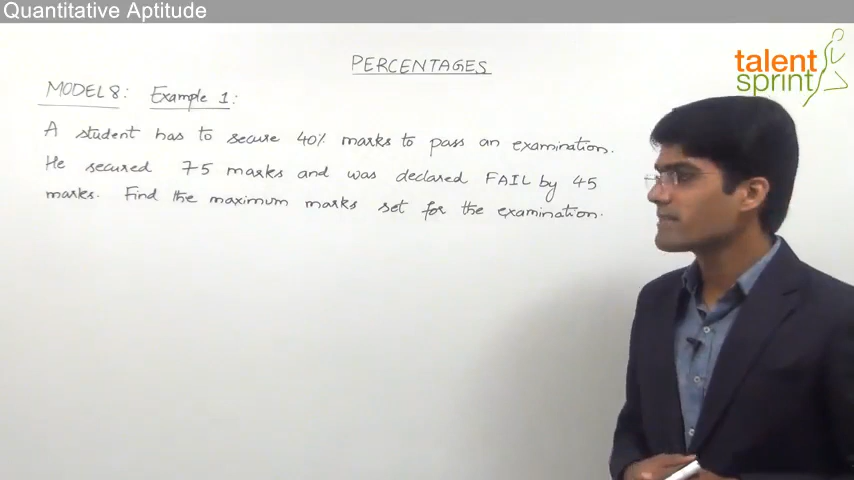 Quantitative Aptitude
talent
sprint
PERCENTAGES
MODEL 8: Example 1:
A student has to secure 40% marks to pass an examination.
He secured 75 marks and was declared FAIL by 45
marks. Find the maximum marks set for the examination.